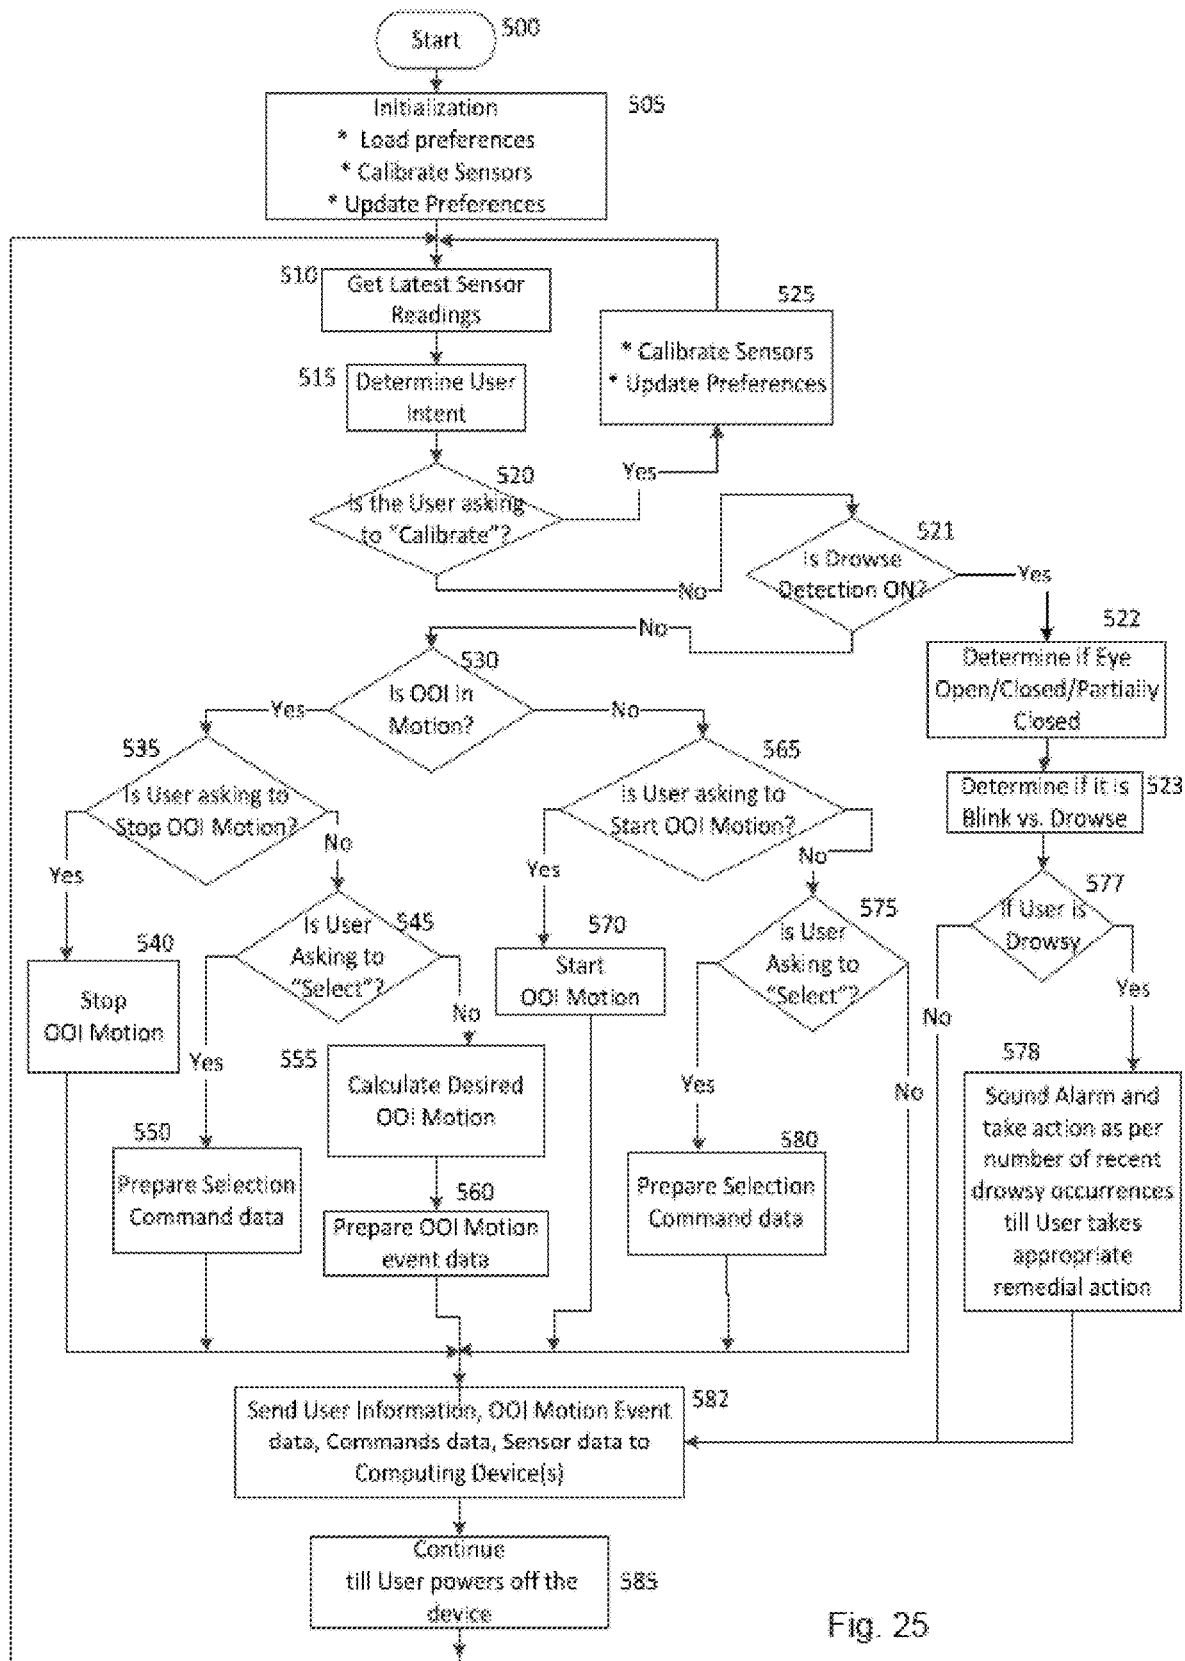 Start
500
Initialization
* Load preferences
* Calibrate Sensors
* Update Preferences
505
510
Get Latest Sensor
Readings
525
* Calibrate Sensors
* Update Preferences
515
Determine User
Intent
520
Is the User asking
to "Calibrate"?
Yes
No
521
Is Drowse
Detection ON?
Yes
No
522
Determine if Eye
Open/Closed/Partially
Closed
530
Is OOI in
Motion?
Yes
No
535
Is User asking to
Stop OOI Motion?
Yes
No
565
Is User asking to
Start OOI Motion?
Yes
No
523
Determine if it is
Blink vs. Drowse
577
If User is
Drowsy
No
Yes
540
Stop
OOI Motion
545
Is User
Asking to
"Select"?
Yes
No
570
Start
OOI Motion
575
Is User
Asking to
"Select"?
Yes
No
555
Calculate Desired
OOI Motion
578
Sound Alarm and
take action as per
number of recent
drowsy occurrences
till User takes
appropriate
remedial action
550
Prepare Selection
Command data
560
Prepare OOI Motion
event data
580
Prepare Selection
Command data
582
Send User Information, OOI Motion Event
data, Commands data, Sensor data to
Computing Device(s)
Continue
till User powers off the
device
585
Fig. 25